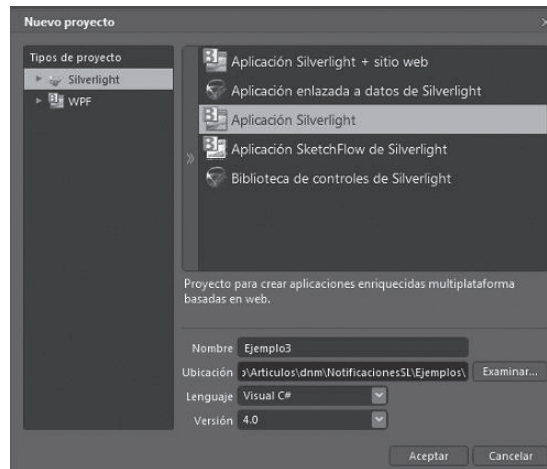 Nuevo proyecto
Tipos de proyecto
Silverlight
WPF
Aplicación Silverlight + sitio web
Aplicación enlazada a datos de Silverlight
Aplicación Silverlight
Aplicación SketchFlow de Silverlight
Biblioteca de controles de Silverlight
Proyecto para crear aplicaciones enriquecidas multiplataforma
basadas en web.
Nombre Ejemplo3
Ubicación \Articulos\dnm\NotificacionesSL\Ejemplos\ Examinar...
Lenguaje Visual C#
Versión 4.0
Aceptar Cancelar